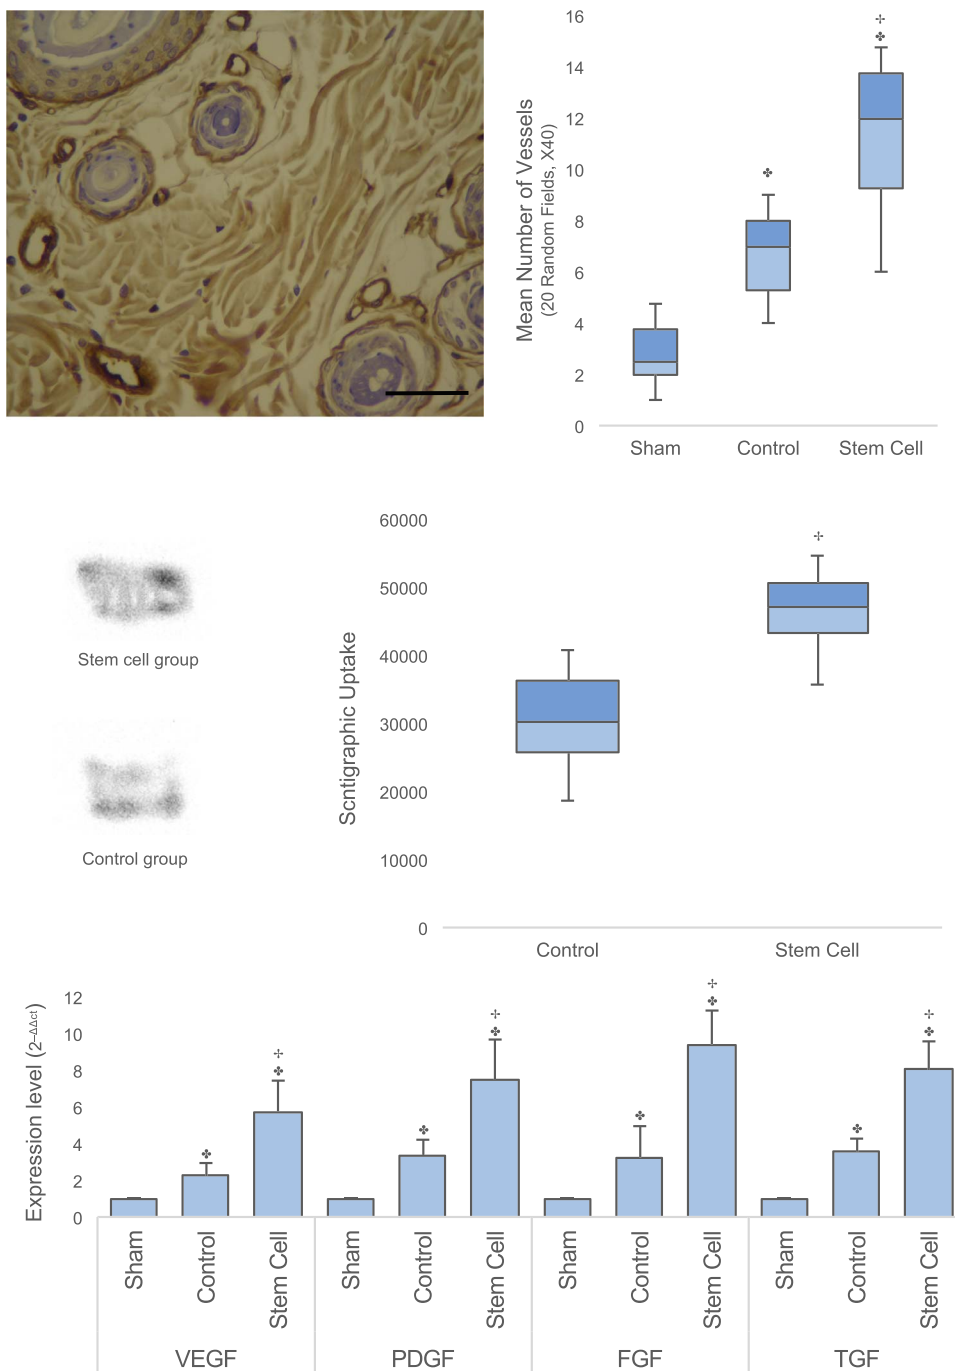 16
14
12
10
8
6
4
2
0
Mean Number of Vessels
(20 Random Fields, X40)
✢
✤
✤
Sham Control Stem Cell
Stem cell group
Control group
60000
50000
40000
30000
20000
10000
0
Scntigraphic Uptake
✢
Control Stem Cell
12
10
8
6
4
2
0
Expression level (2–ΔΔct)
✤ ✢ ✤
✤ ✢ ✤
✤ ✢ ✤
✤ ✢ ✤
Sham Control Stem Cell Sham Control Stem Cell Sham Control Stem Cell Sham Control Stem Cell
VEGF PDGF FGF TGF